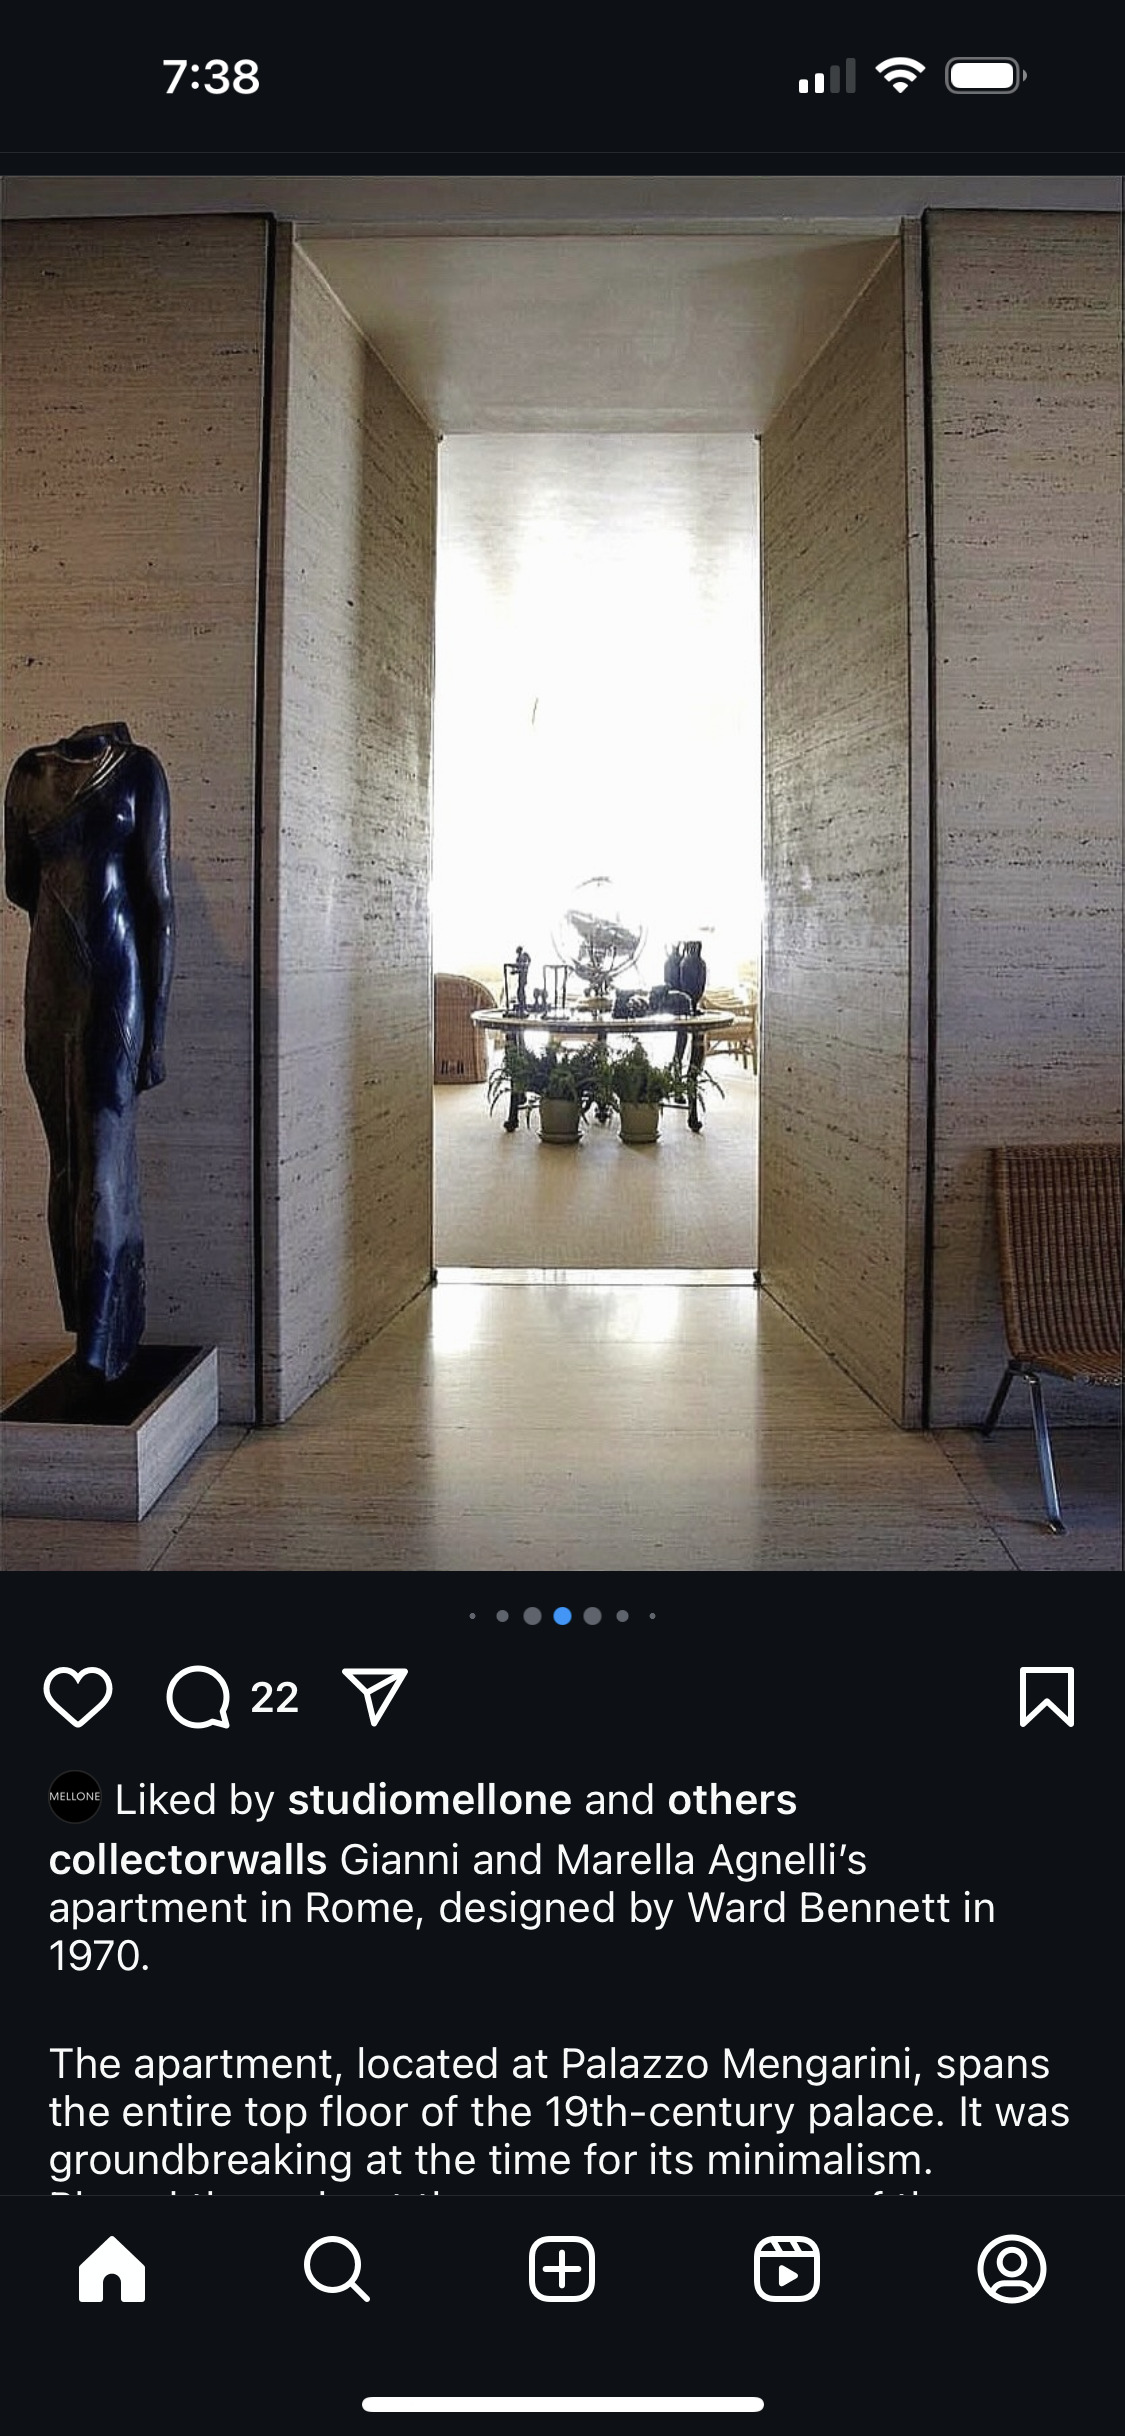 7:38
22
MELLONE
Liked by studiomellone and others
collectorwalls Gianni and Marella Agnelli’s
apartment in Rome, designed by Ward Bennett in
1970.
The apartment, located at Palazzo Mengarini, spans
the entire top floor of the 19th-century palace. It was
groundbreaking at the time for its minimalism.